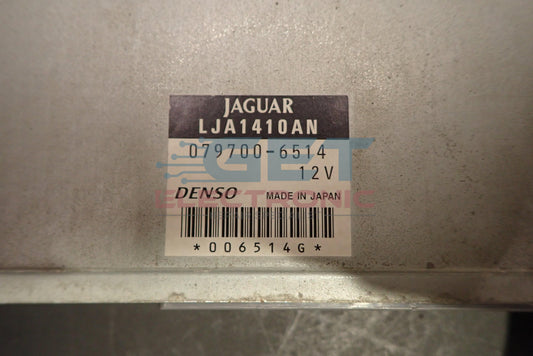 JAGUAR
LJA1410AN
079700-6514
12V
DENSO MADE IN JAPAN
*006514G*
GET
ELECTRONIC